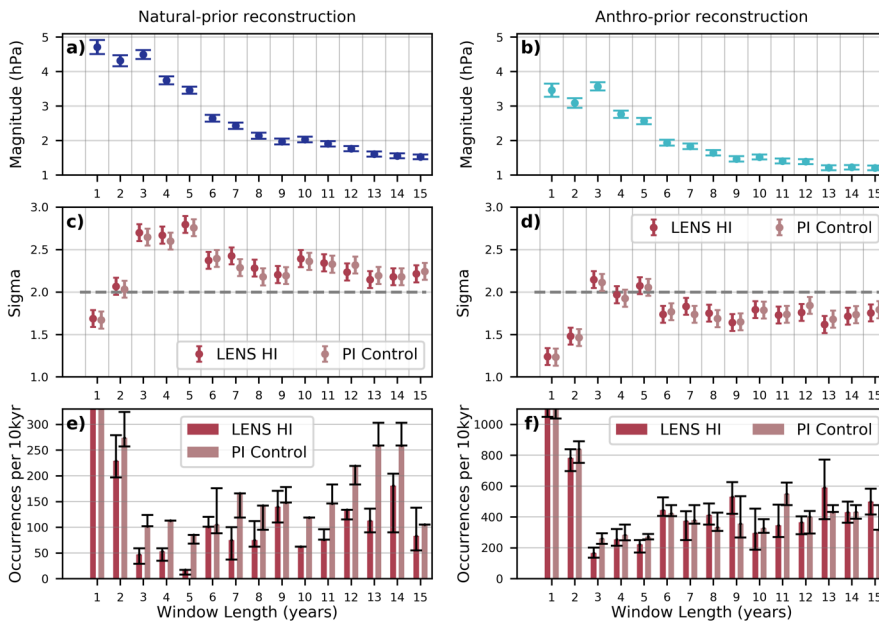 Natural-prior reconstruction
Anthro-prior reconstruction
a)
Magnitude (hPa)
5
4
3
2
1
1 2 3 4 5 6 7 8 9 10 11 12 13 14 15
b)
Magnitude (hPa)
5
4
3
2
1
1 2 3 4 5 6 7 8 9 10 11 12 13 14 15
c)
Sigma
3.0
2.5
2.0
1.5
1.0
LENS HI PI Control
1 2 3 4 5 6 7 8 9 10 11 12 13 14 15
d)
Sigma
3.0
2.5
2.0
1.5
1.0
LENS HI PI Control
1 2 3 4 5 6 7 8 9 10 11 12 13 14 15
e)
Occurrences per 10kyr
300
250
200
150
100
50
0
LENS HI
PI Control
1 2 3 4 5 6 7 8 9 10 11 12 13 14 15
Window Length (years)
f)
Occurrences per 10kyr
1000
800
600
400
200
0
LENS HI PI Control
1 2 3 4 5 6 7 8 9 10 11 12 13 14 15
Window Length (years)